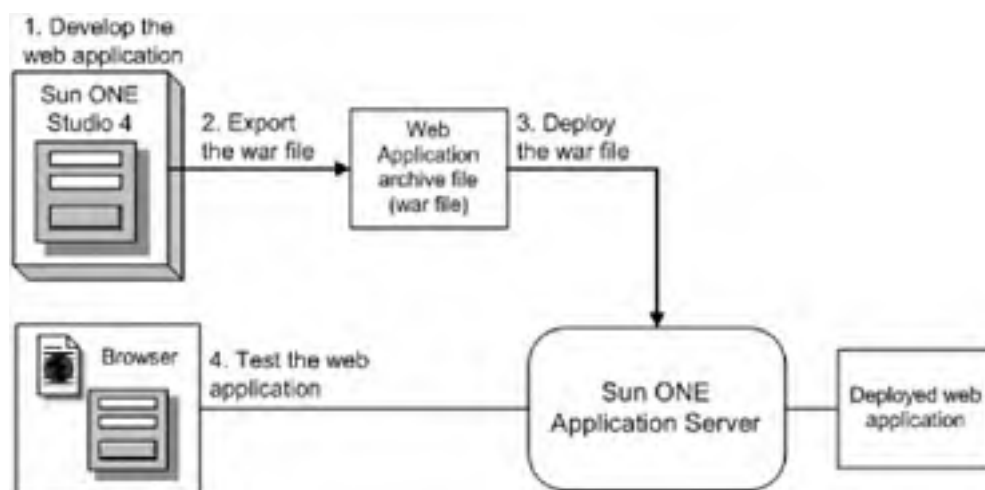 1. Develop the
web application
Sun ONE
Studio 4
2. Export
the war file
Web
Application
archive file
(war file)
3. Deploy
the war file
Browser
4. Test the web
application
Sun ONE
Application Server
Deployed web
application